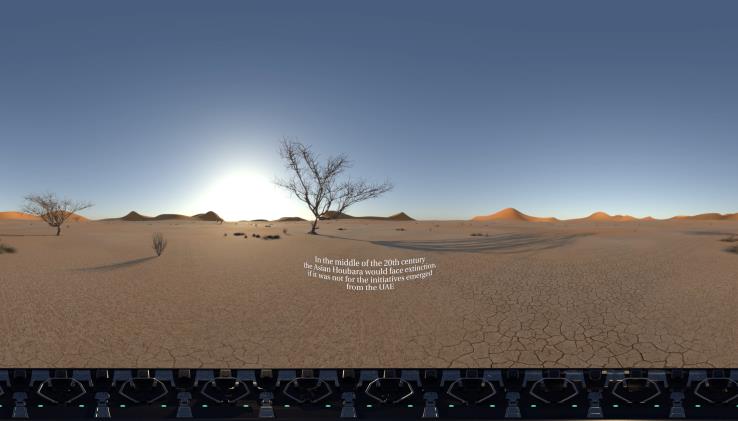 In the middle of the 20th century
the Asian Houbara would face extinction,
if it was not for the initiatives emerged
from the UAE